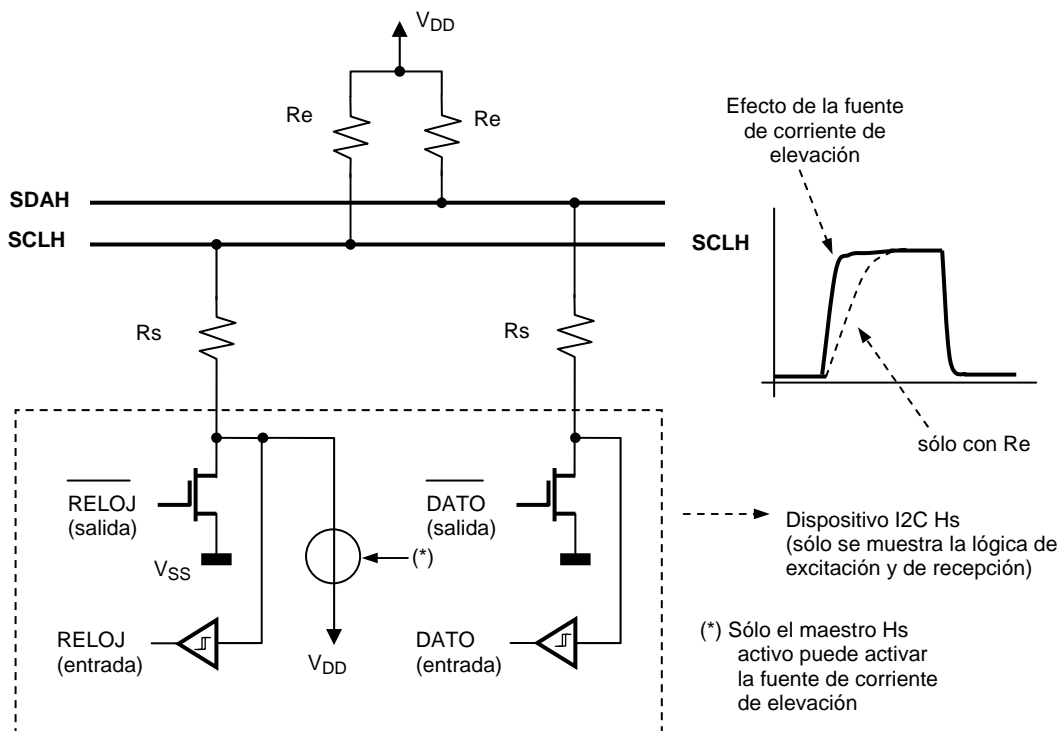 VDD
Re
Re
Efecto de la fuente
de corriente de
elevación
SDAH
SCLH
SCLH
Rs
Rs
sólo con Re
RELOJ
(salida)
DATO
(salida)
VSS
(*)
Dispositivo I2C Hs
(sólo se muestra la lógica de
excitación y de recepción)
RELOJ
(entrada)
VDD
DATO
(entrada)
(*) Sólo el maestro Hs
activo puede activar
la fuente de corriente
de elevación